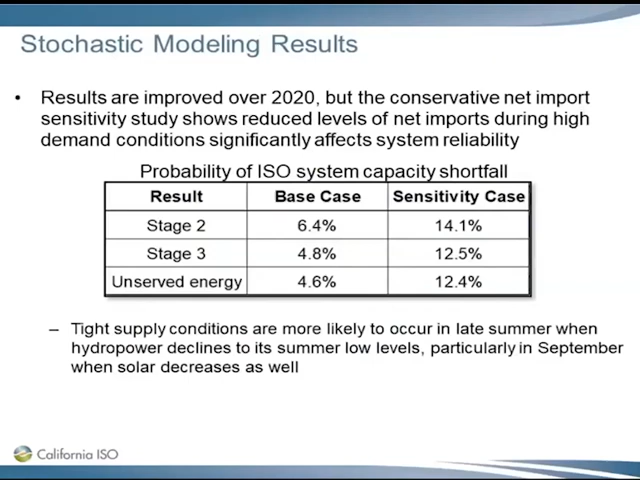 Stochastic Modeling Results
• Results are improved over 2020, but the conservative net import
sensitivity study shows reduced levels of net imports during high
demand conditions significantly affects system reliability
Probability of ISO system capacity shortfall
Result Base Case Sensitivity Case
Stage 2 6.4% 14.1%
Stage 3 4.8% 12.5%
Unserved energy 4.6% 12.4%
– Tight supply conditions are more likely to occur in late summer when
hydropower declines to its summer low levels, particularly in September
when solar decreases as well
California ISO